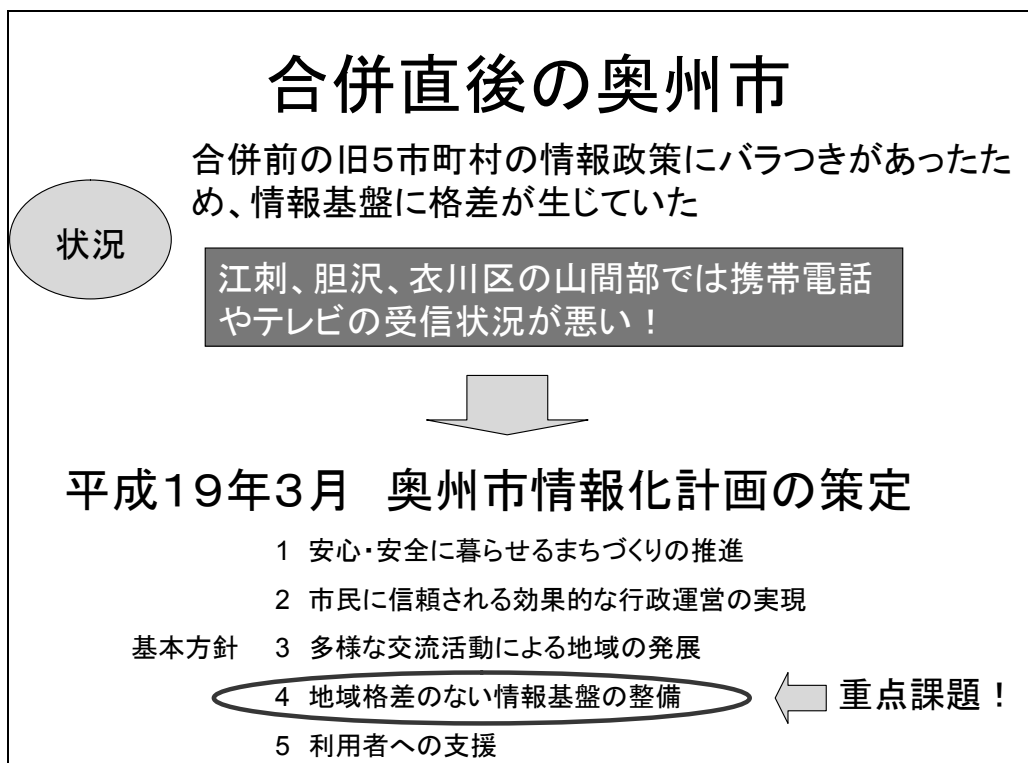 合併直後の奥州市
合併前の旧5市町村の情報政策にバラつきがあったた
め、情報基盤に格差が生じていた
状況
江刺、胆沢、衣川区の山間部では携帯電話
やテレビの受信状況が悪い！
平成19年3月　奥州市情報化計画の策定
1 安心・安全に暮らせるまちづくりの推進
2 市民に信頼される効果的な行政運営の実現
基本方針 3 多様な交流活動による地域の発展
4 地域格差のない情報基盤の整備 重点課題！
5 利用者への支援